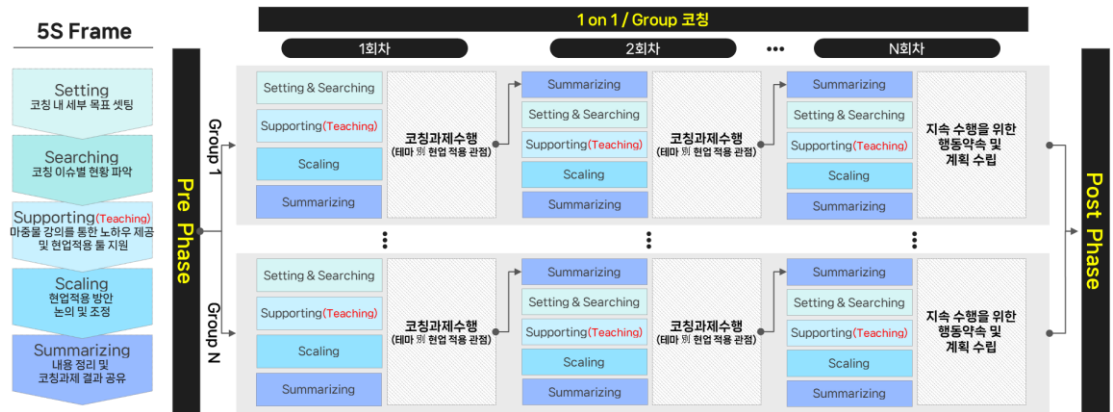 5S Frame
Setting
코칭 내 세부 목표 셋팅
Searching
코칭 이슈별 현황 파악
Supporting(Teaching)
마중물 강의를 통한 노하우 제공
및 현업적용 툴 지원
Scaling
현업적용 방안
논의 및 조정
Summarizing
내용 정리 및
코칭과제 결과 공유
Pre Phase
1 on 1 / Group 코칭
1회차
2회차
•••
N회차
Group 1
Setting & Searching
Supporting(Teaching)
Scaling
Summarizing
코칭과제수행
(테마 別 현업 적용 관점)
Summarizing
Setting & Searching
Supporting(Teaching)
Scaling
Summarizing
코칭과제수행
(테마 別 현업 적용 관점)
Summarizing
Setting & Searching
Supporting(Teaching)
Scaling
Summarizing
지속 수행을 위한
행동약속 및
계획 수립
Group N
Setting & Searching
Supporting(Teaching)
Scaling
Summarizing
코칭과제수행
(테마 別 현업 적용 관점)
Summarizing
Setting & Searching
Supporting(Teaching)
Scaling
Summarizing
코칭과제수행
(테마 別 현업 적용 관점)
Summarizing
Setting & Searching
Supporting(Teaching)
Scaling
Summarizing
지속 수행을 위한
행동약속 및
계획 수립
Post Phase